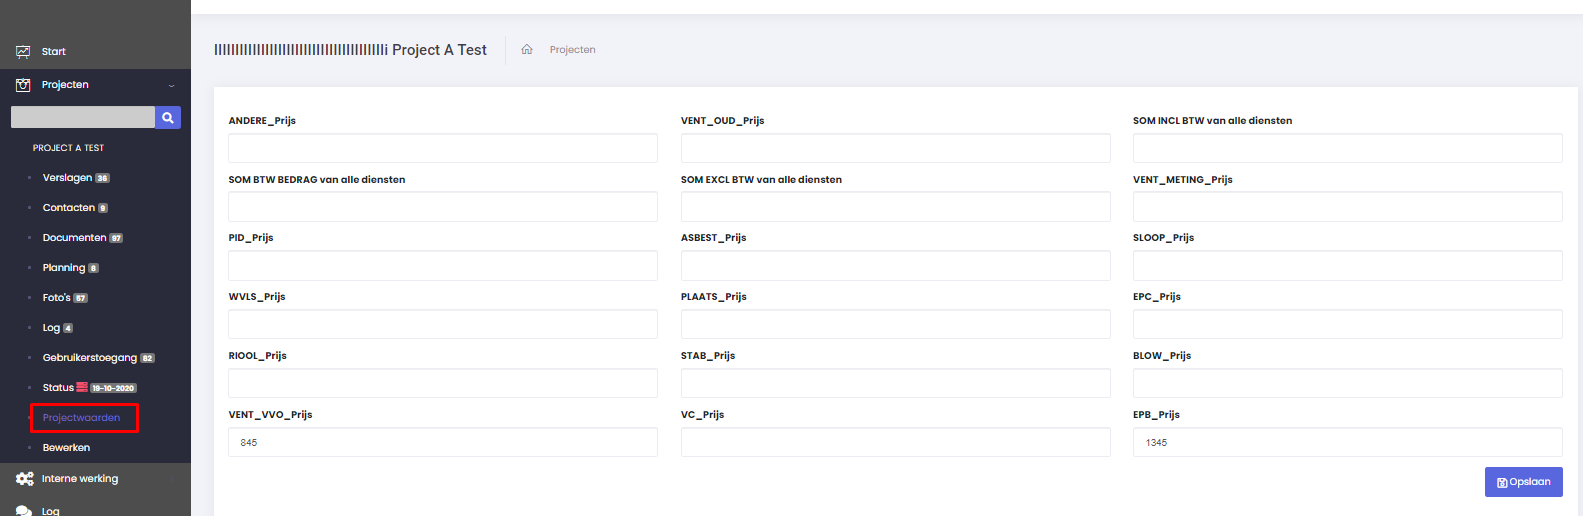 Start
Projecten
PROJECT A TEST
Verslagen 36
Contacten 9
Documenten 97
Planning 8
Foto's 57
Log 4
Gebruikerstoegang 82
Status 19-10-2020
Projectwaarden
Bewerken
Interne werking
Log
Project A Test
Projecten
ANDERE_Prijs
VENT_OUD_Prijs
SOM INCL BTW van alle diensten
SOM BTW BEDRAG van alle diensten
SOM EXCL BTW van alle diensten
VENT_METING_Prijs
PID_Prijs
ASBEST_Prijs
SLOOP_Prijs
WVLS_Prijs
PLAATS_Prijs
EPC_Prijs
RIOOL_Prijs
STAB_Prijs
BLOW_Prijs
VENT_VVO_Prijs
VC_Prijs
EPB_Prijs
845
1345
Opslaan